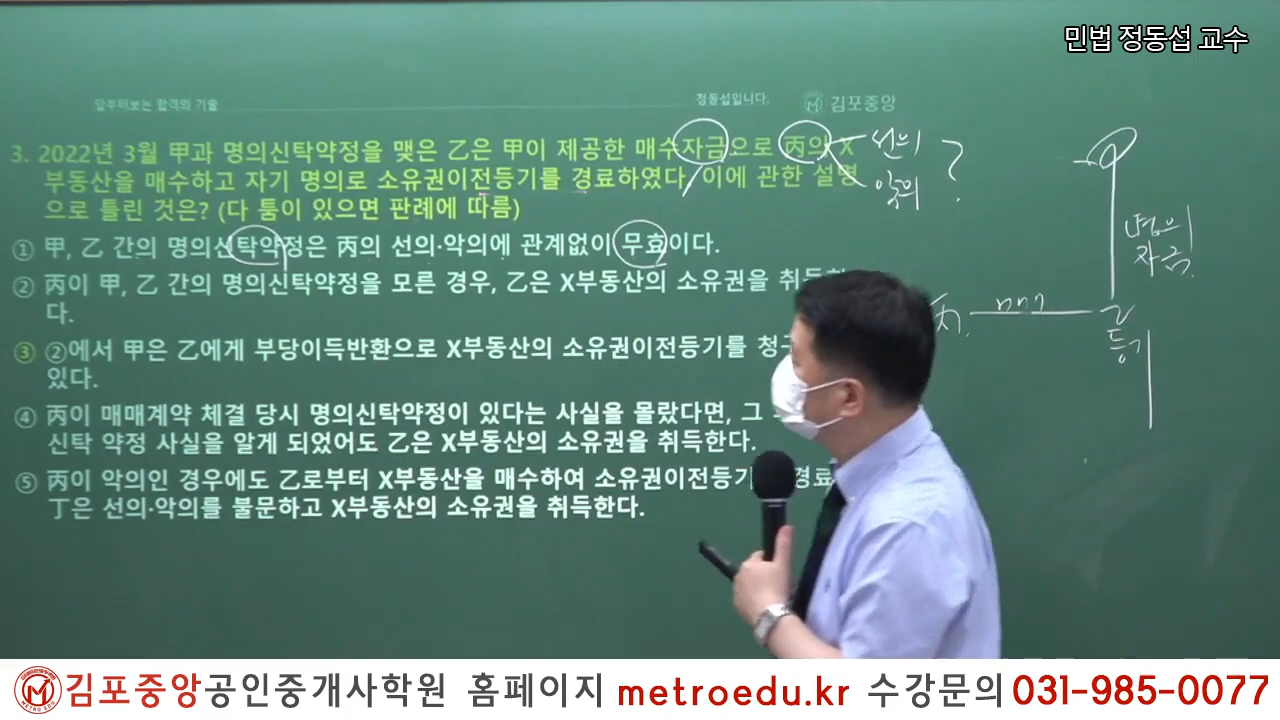 민법 정동섭 교수
답부터보는 합격의 기술
정동섭입니다.
김포중앙
3. 2022년 3월 甲과 명의신탁약정을 맺은 乙은 甲이 제공한 매수자금으로 丙의 X
부동산을 매수하고 자기 명의로 소유권이전등기를 경료하였다. 이에 관한 설명
으로 틀린 것은? (다 툼이 있으면 판례에 따름)
① 甲, 乙 간의 명의신탁약정은 丙의 선의·악의에 관계없이 무효이다.
② 丙이 甲, 乙 간의 명의신탁약정을 모른 경우, 乙은 X부동산의 소유권을 취득한
다.
③ ②에서 甲은 乙에게 부당이득반환으로 X부동산의 소유권이전등기를
있다.
④ 丙이 매매계약 체결 당시 명의신탁약정이 있다는 사실을 몰랐다면, 그
신탁 약정 사실을 알게 되었어도 乙은 X부동산의 소유권을 취득한다.
⑤ 丙이 악의인 경우에도 乙로부터 X부동산을 매수하여 소유권이전등기 경료
丁은 선의·악의를 불문하고 X부동산의 소유권을 취득한다.
선의
악의
?
자금
丙 매매 乙
등기
METRO EDU
김포중앙공인중개사학원 홈페이지 metroedu.kr 수강문의 031-985-0077